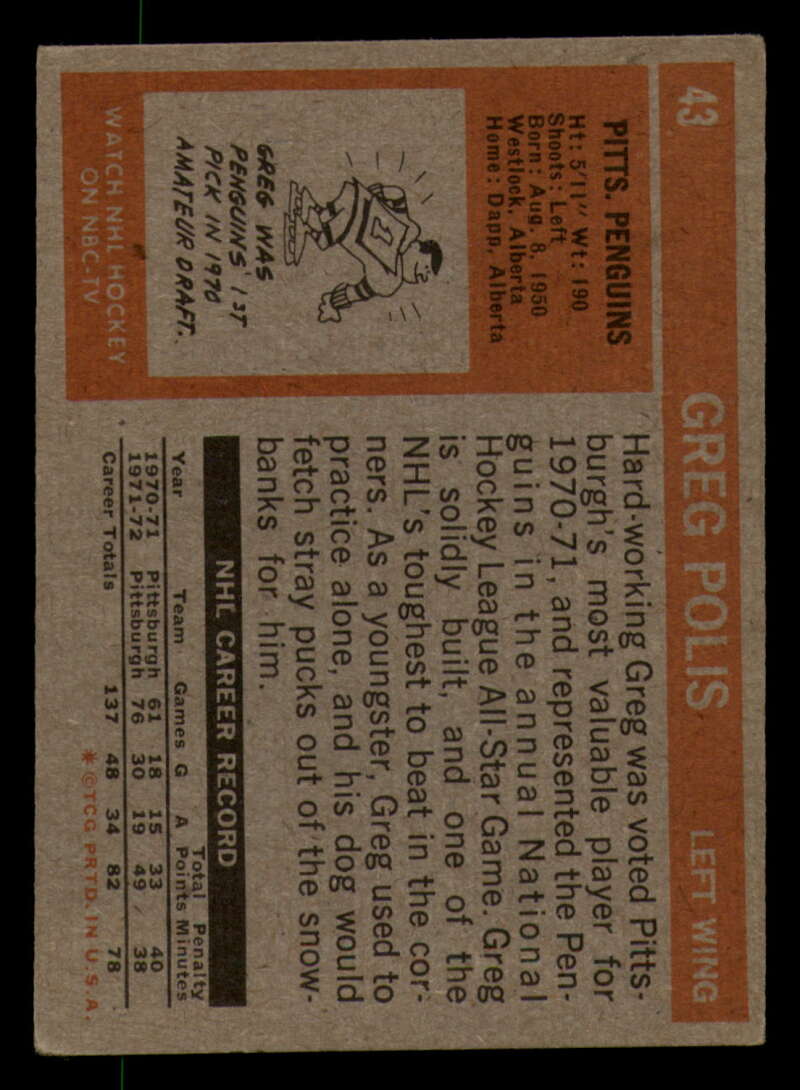 43 GREG POLIS LEFT WING
PITTS. PENGUINS
Ht: 5'11" Wt: 190
Shoots: Left
Born: Aug. 8, 1950
Westlock, Alberta
Home: Dapp, Alberta
1
GREG WAS
PENGUINS' 1ST
PICK IN 1970
AMATEUR DRAFT.
WATCH NHL HOCKEY
ON NBC-TV
Hard-working Greg was voted Pitts-
burgh's most valuable player for
1970-71, and represented the Pen-
guins in the annual National
Hockey League All-Star Game. Greg
is solidly built, and one of the
NHL's toughest to beat in the cor-
ners. As a youngster, Greg used to
practice alone, and his dog would
fetch stray pucks out of the snow-
banks for him.
NHL CAREER RECORD
Total Penalty
Year Team Games G A Points Minutes
1970-71 Pittsburgh 61 18 15 33 40
1971-72 Pittsburgh 76 30 19 49 38
Career Totals 137 48 34 82 78
* © TCG PRTD. IN U.S.A.